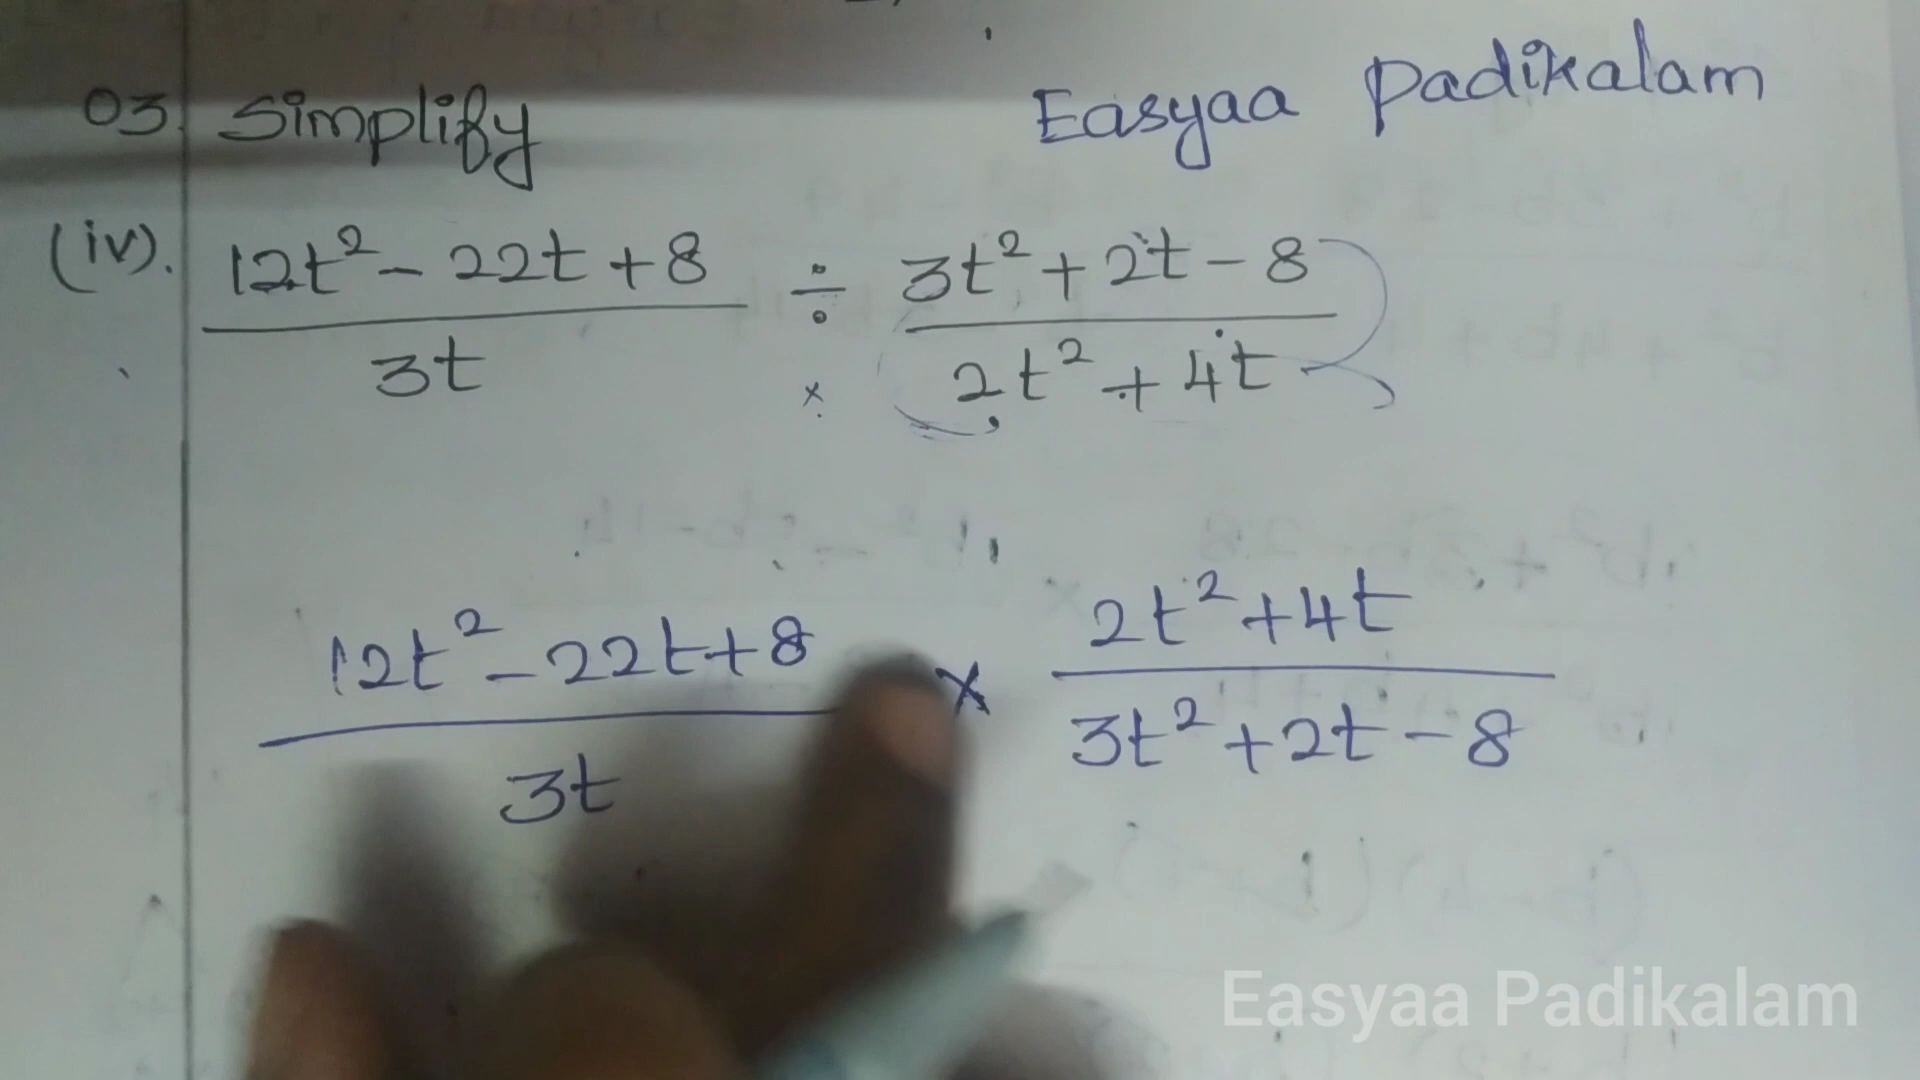 03. Simplify
Easyaa Padikalam
(iv). 12t² - 22t + 8 / 3t ÷ 3t² + 2t - 8 / 2t² + 4t
×
12t² - 22t + 8 / 3t × 2t² + 4t / 3t² + 2t - 8
Easyaa Padikalam